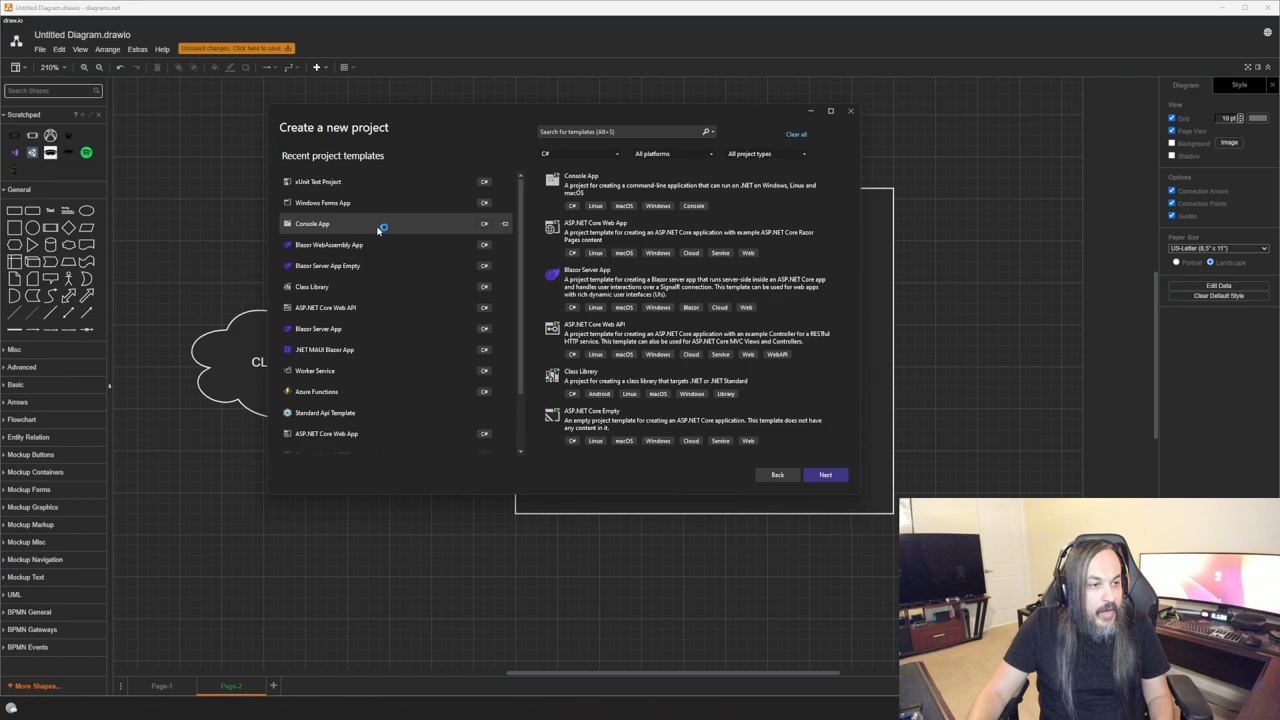 Untitled Diagram.drawio - diagrams.net
draw.io
Untitled Diagram.drawio
File Edit View Arrange Extras Help
Unsaved changes. Click here to save
210%
Search Shapes
Scratchpad
General
Text
Misc
Advanced
Basic
Arrows
Flowchart
Entity Relation
Mockup Buttons
Mockup Containers
Mockup Forms
Mockup Graphics
Mockup Markup
Mockup Misc
Mockup Navigation
Mockup Text
UML
BPMN General
BPMN Gateways
BPMN Events
+ More Shapes...
CL
Create a new project
Recent project templates
xUnit Test Project C#
Windows Forms App C#
Console App C#
Blazor WebAssembly App C#
Blazor Server App Empty C#
Class Library C#
ASP.NET Core Web API C#
Blazor Server App C#
.NET MAUI Blazor App C#
Worker Service C#
Azure Functions C#
Standard Api Template
ASP.NET Core Web App C#
Search for templates (Alt+S)
Clear all
C# All platforms All project types
Console App
A project for creating a command-line application that can run on .NET on Windows, Linux and
macOS
C# Linux macOS Windows Console
ASP.NET Core Web App
A project template for creating an ASP.NET Core application with example ASP.NET Core Razor
Pages content
C# Linux macOS Windows Cloud Service Web
Blazor Server App
A project template for creating a Blazor server app that runs server-side inside an ASP.NET Core app
and handles user interactions over a SignalR connection. This template can be used for web apps
with rich dynamic user interfaces (UIs).
C# Linux macOS Windows Blazor Cloud Web
ASP.NET Core Web API
A project template for creating an ASP.NET Core application with an example Controller for a RESTful
HTTP service. This template can also be used for ASP.NET Core MVC Views and Controllers.
C# Linux macOS Windows Cloud Service Web WebAPI
Class Library
A project for creating a class library that targets .NET or .NET Standard
C# Android Linux macOS Windows Library
ASP.NET Core Empty
An empty project template for creating an ASP.NET Core application. This template does not have
any content in it.
C# Linux macOS Windows Cloud Service Web
Back Next
Diagram Style
View
Grid 10 pt
Page View
Background Image
Shadow
Options
Connection Arrows
Connection Points
Guides
Paper Size
US-Letter (8,5" x 11")
Portrait Landscape
Edit Data
Clear Default Style
Page-1 Page-2